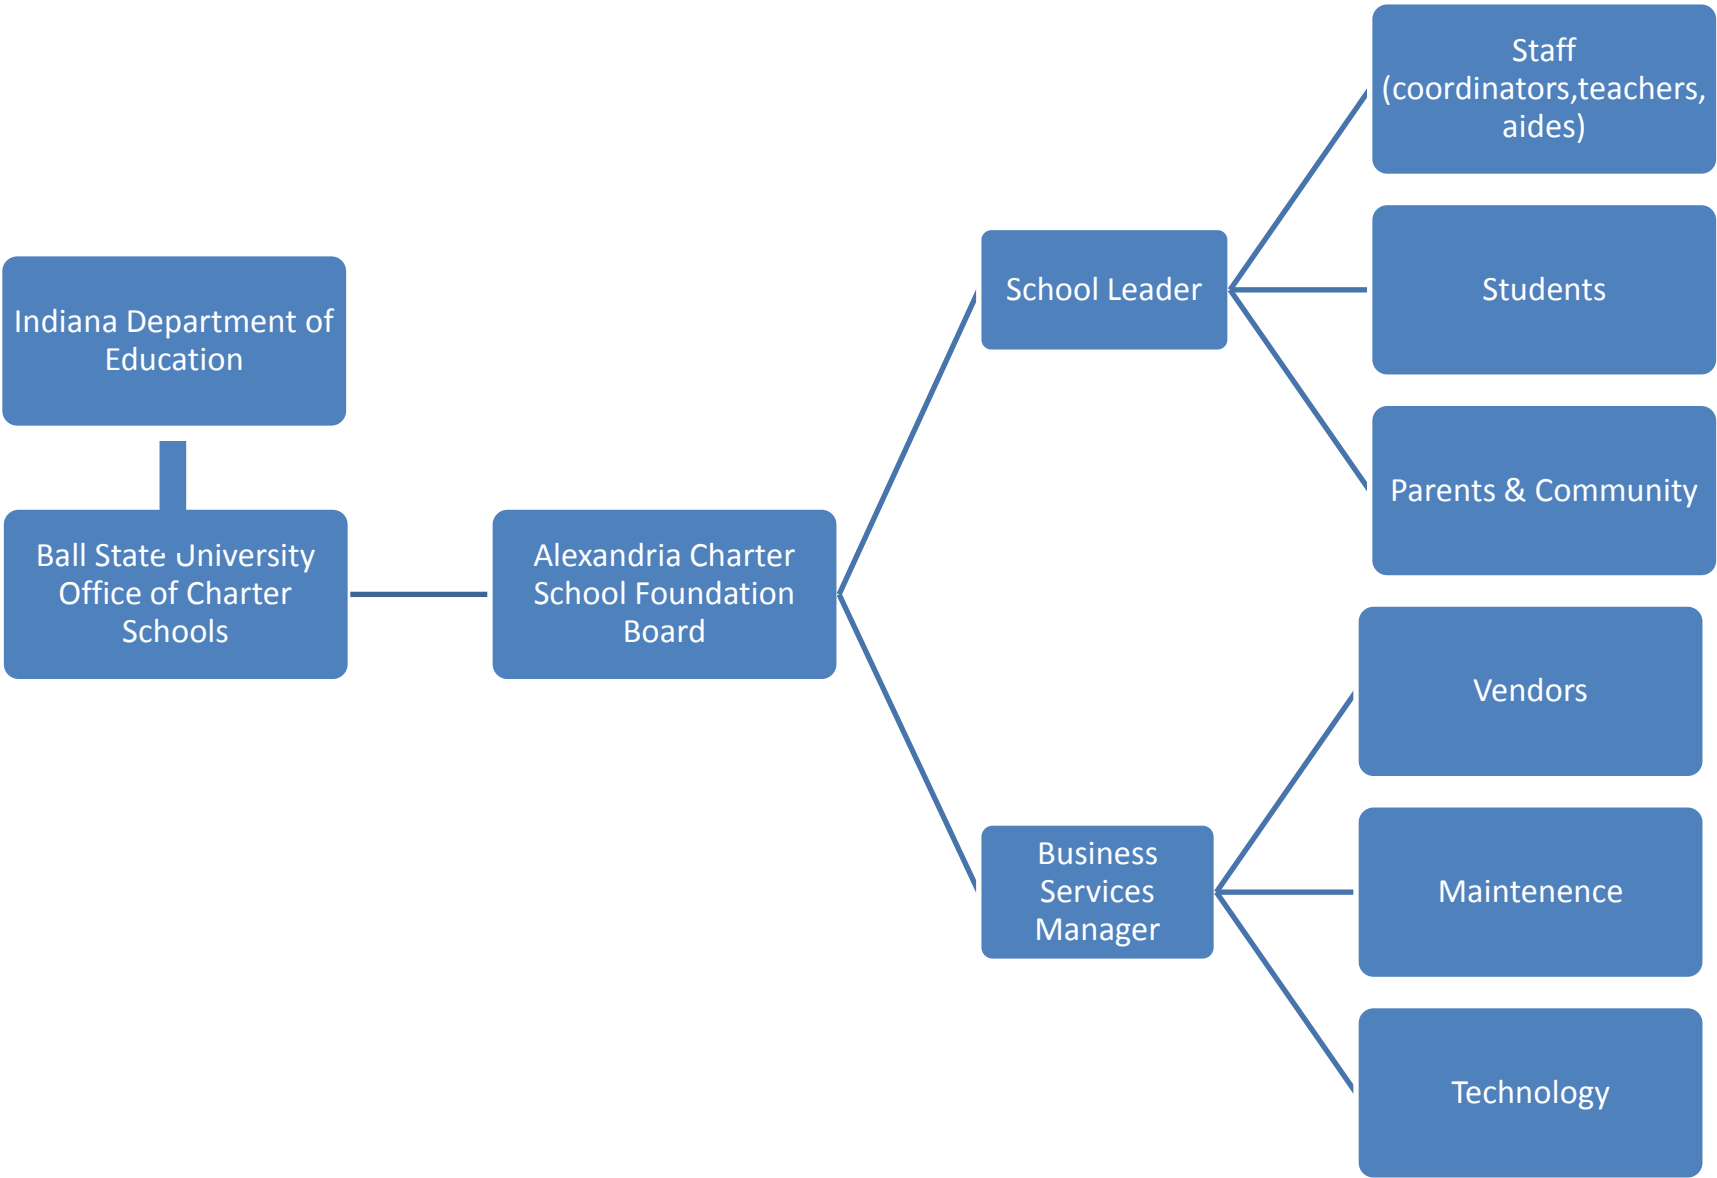 Indiana Department of
Education
Ball State University
Office of Charter
Schools
Alexandria Charter
School Foundation
Board
School Leader
Staff
(coordinators,teachers,
aides)
Students
Parents & Community
Business
Services
Manager
Vendors
Maintenence
Technology